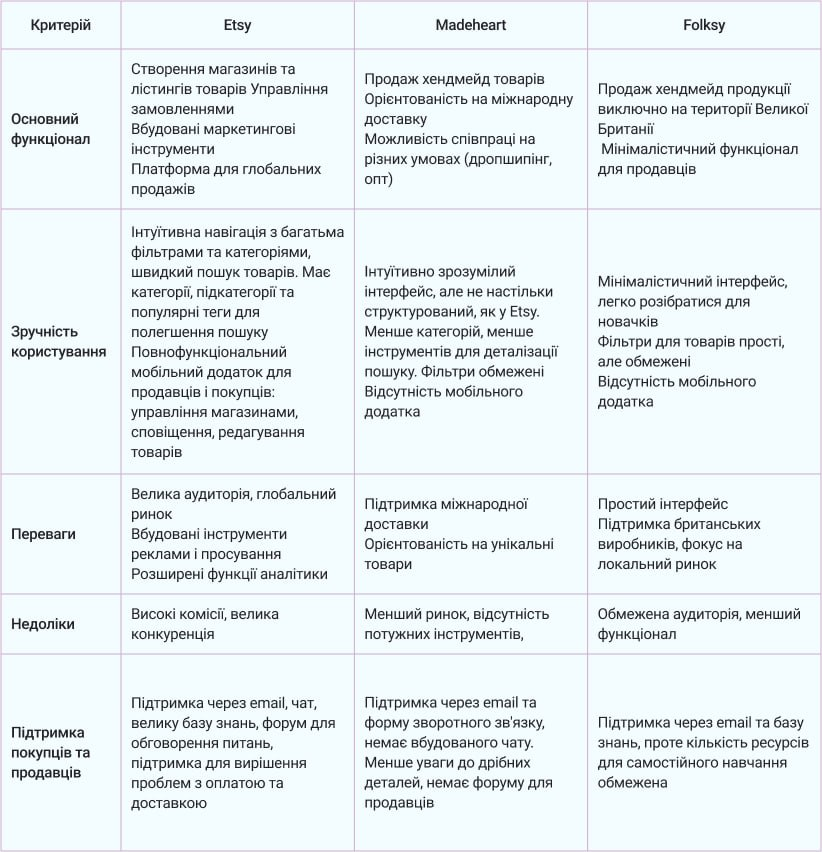 Критерій
Etsy
Madeheart
Folksy
Основний
функціонал
Створення магазинів та
лістингів товарів Управління
замовленнями
Вбудовані маркетингові
інструменти
Платформа для глобальних
продажів
Продаж хендмейд товарів
Орієнтованість на міжнародну
доставку
Можливість співпраці на
різних умовах (дропшипінг,
опт)
Продаж хендмейд продукції
виключно на території Великої
Британії
Мінімалістичний функціонал
для продавців
Зручність
користування
Інтуїтивна навігація з багатьма
фільтрами та категоріями,
швидкий пошук товарів. Має
категорії, підкатегорії та
популярні теги для
полегшення пошуку
Повнофункціональний
мобільний додаток для
продавців і покупців:
управління магазинами,
сповіщення, редагування
товарів
Інтуїтивно зрозумілий
інтерфейс, але не настільки
структурований, як у Etsy.
Менше категорій, менше
інструментів для деталізації
пошуку. Фільтри обмежені
Відсутність мобільного
додатка
Мінімалістичний інтерфейс,
легко розібратися для
новачків
Фільтри для товарів прості,
але обмежені
Відсутність мобільного
додатка
Переваги
Велика аудиторія, глобальний
ринок
Вбудовані інструменти
реклами і просування
Розширені функції аналітики
Підтримка міжнародної
доставки
Орієнтованість на унікальні
товари
Простий інтерфейс
Підтримка британських
виробників, фокус на
локальний ринок
Недоліки
Високі комісії, велика
конкуренція
Менший ринок, відсутність
потужних інструментів,
Обмежена аудиторія, менший
функціонал
Підтримка
покупців та
продавців
Підтримка через email, чат,
велику базу знань, форум для
обговорення питань,
підтримка для вирішення
проблем з оплатою та
доставкою
Підтримка через email та
форму зворотного зв'язку,
немає вбудованого чату.
Менше уваги до дрібних
деталей, немає форуму для
продавців
Підтримка через email та базу
знань, проте кількість ресурсів
для самостійного навчання
обмежена